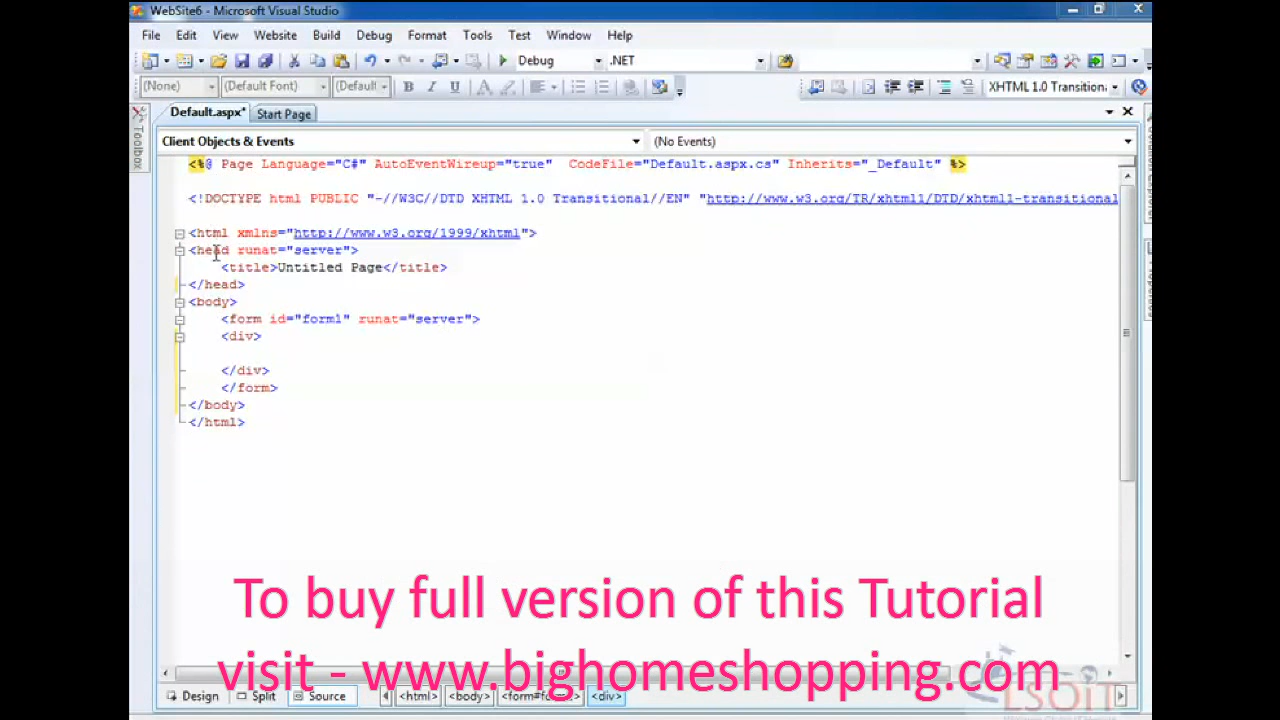 WebSite6 - Microsoft Visual Studio
File Edit View Website Build Debug Format Tools Test Window Help
Debug .NET
(None) (Default Font) (Default B I U A XHTML 1.0 Transition
Default.aspx* Start Page
Toolbox
Client Objects & Events (No Events)
<%@ Page Language="C#" AutoEventWireup="true" CodeFile="Default.aspx.cs" Inherits="_Default" %>
<!DOCTYPE html PUBLIC "-//W3C//DTD XHTML 1.0 Transitional//EN" "http://www.w3.org/TR/xhtml1/DTD/xhtml1-transitional
<html xmlns="http://www.w3.org/1999/xhtml">
<head runat="server">
<title>Untitled Page</title>
</head>
<body>
<form id="form1" runat="server">
<div>
</div>
</form>
</body>
</html>
To buy full version of this Tutorial
visit - www.bighomeshopping.com
Design Split Source <html> <body> <form#form1> <div>
LSOIT